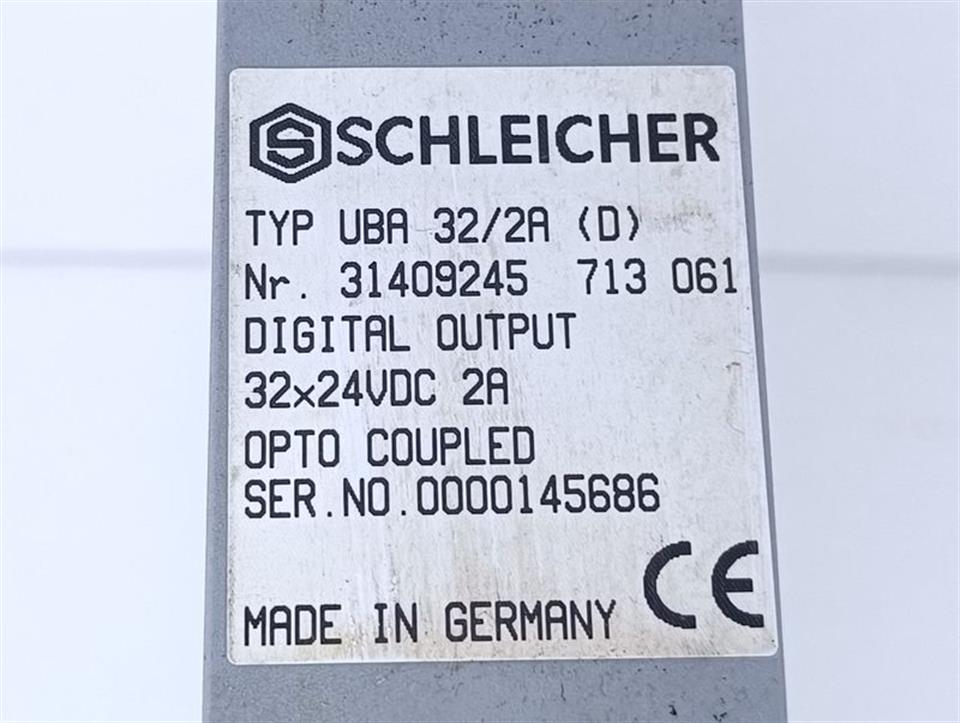 SCHLEICHER
TYP UBA 32/2A (D)
Nr. 31409245 713 061
DIGITAL OUTPUT
32x24VDC 2A
OPTO COUPLED
SER.NO.0000145686
CE
MADE IN GERMANY